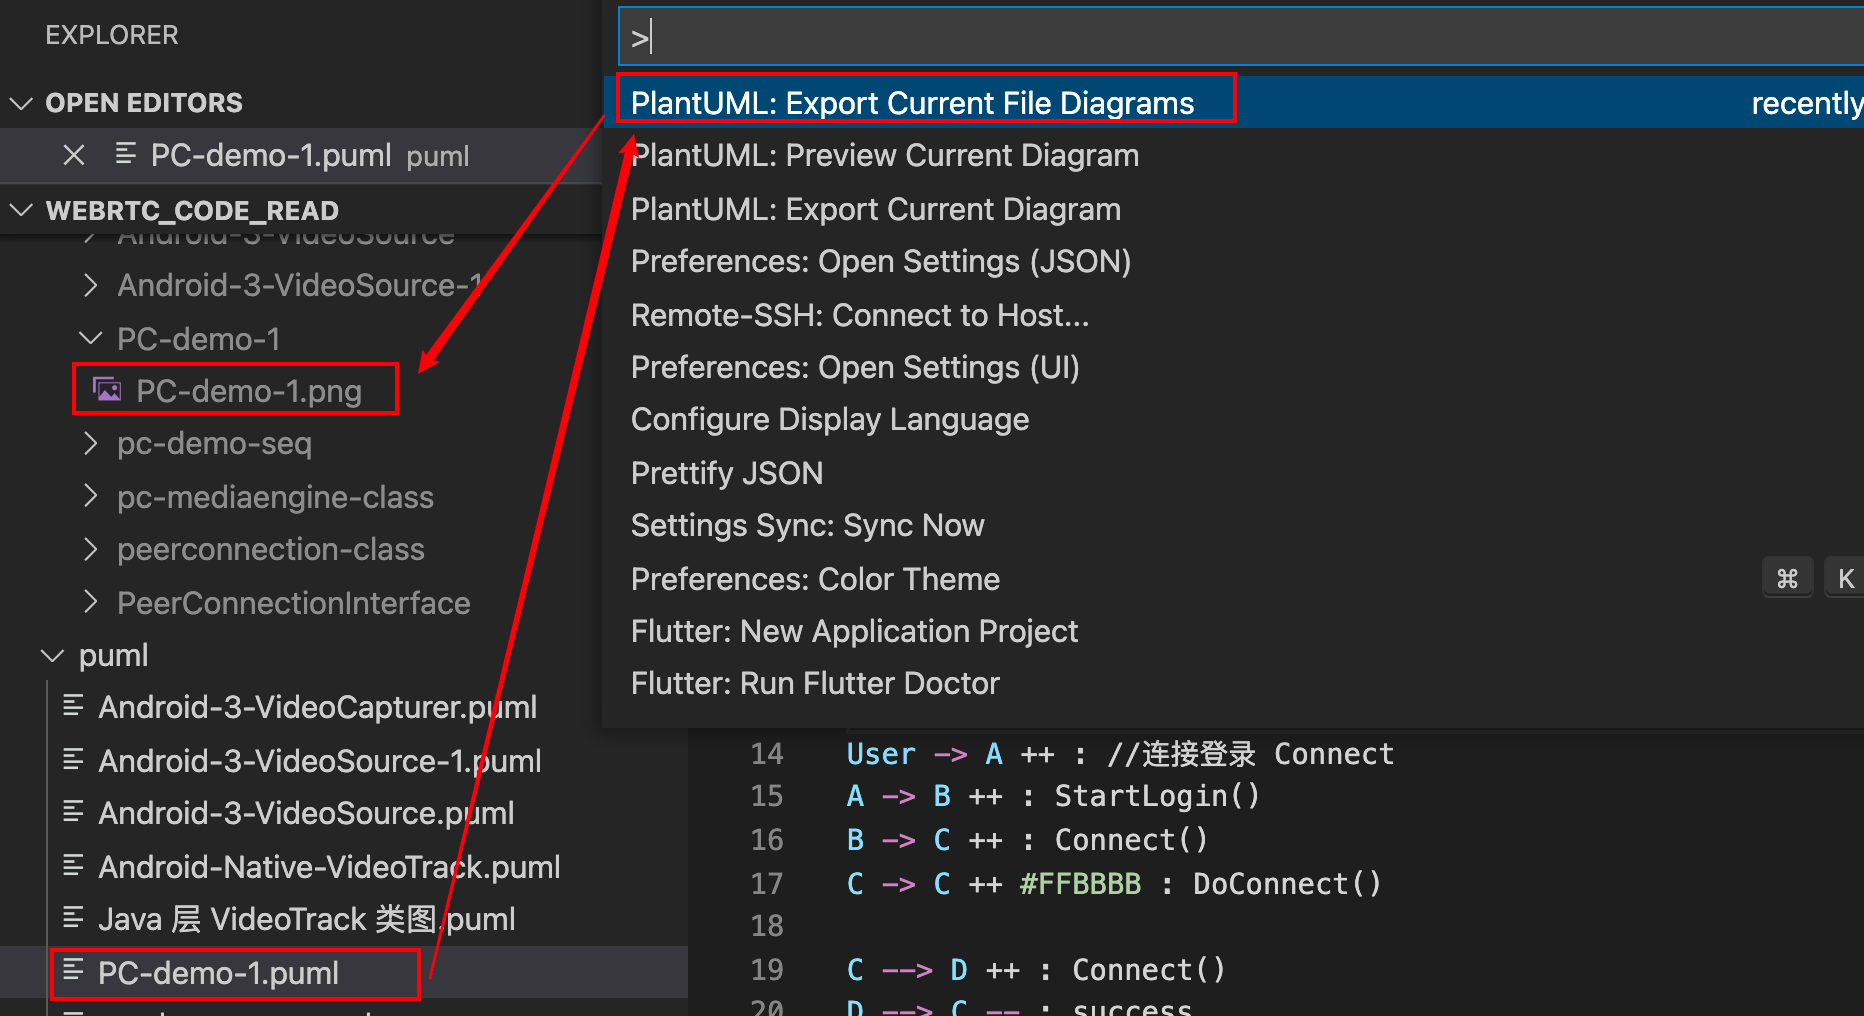 EXPLORER
OPEN EDITORS
PC-demo-1.puml puml
WEBRTC_CODE_READ
Android-3-VideoSource
Android-3-VideoSource-1
PC-demo-1
PC-demo-1.png
pc-demo-seq
pc-mediaengine-class
peerconnection-class
PeerConnectionInterface
puml
Android-3-VideoCapturer.puml
Android-3-VideoSource-1.puml
Android-3-VideoSource.puml
Android-Native-VideoTrack.puml
Java 层 VideoTrack 类图.puml
PC-demo-1.puml
>
PlantUML: Export Current File Diagrams recently
PlantUML: Preview Current Diagram
PlantUML: Export Current Diagram
Preferences: Open Settings (JSON)
Remote-SSH: Connect to Host...
Preferences: Open Settings (UI)
Configure Display Language
Prettify JSON
Settings Sync: Sync Now
Preferences: Color Theme ⌘ K
Flutter: New Application Project
Flutter: Run Flutter Doctor
14 User -> A ++ : //连接登录 Connect
15 A -> B ++ : StartLogin()
16 B -> C ++ : Connect()
17 C -> C ++ #FFBBBB : DoConnect()
18
19 C --> D ++ : Connect()
20 D --> C -- : success